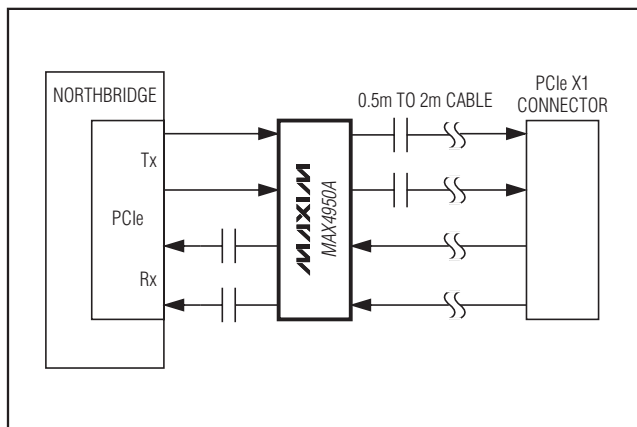 NORTHBRIDGE
0.5m TO 2m CABLE
PCIe X1
CONNECTOR
Tx
PCIe
Rx
MAXIM
MAX4950A